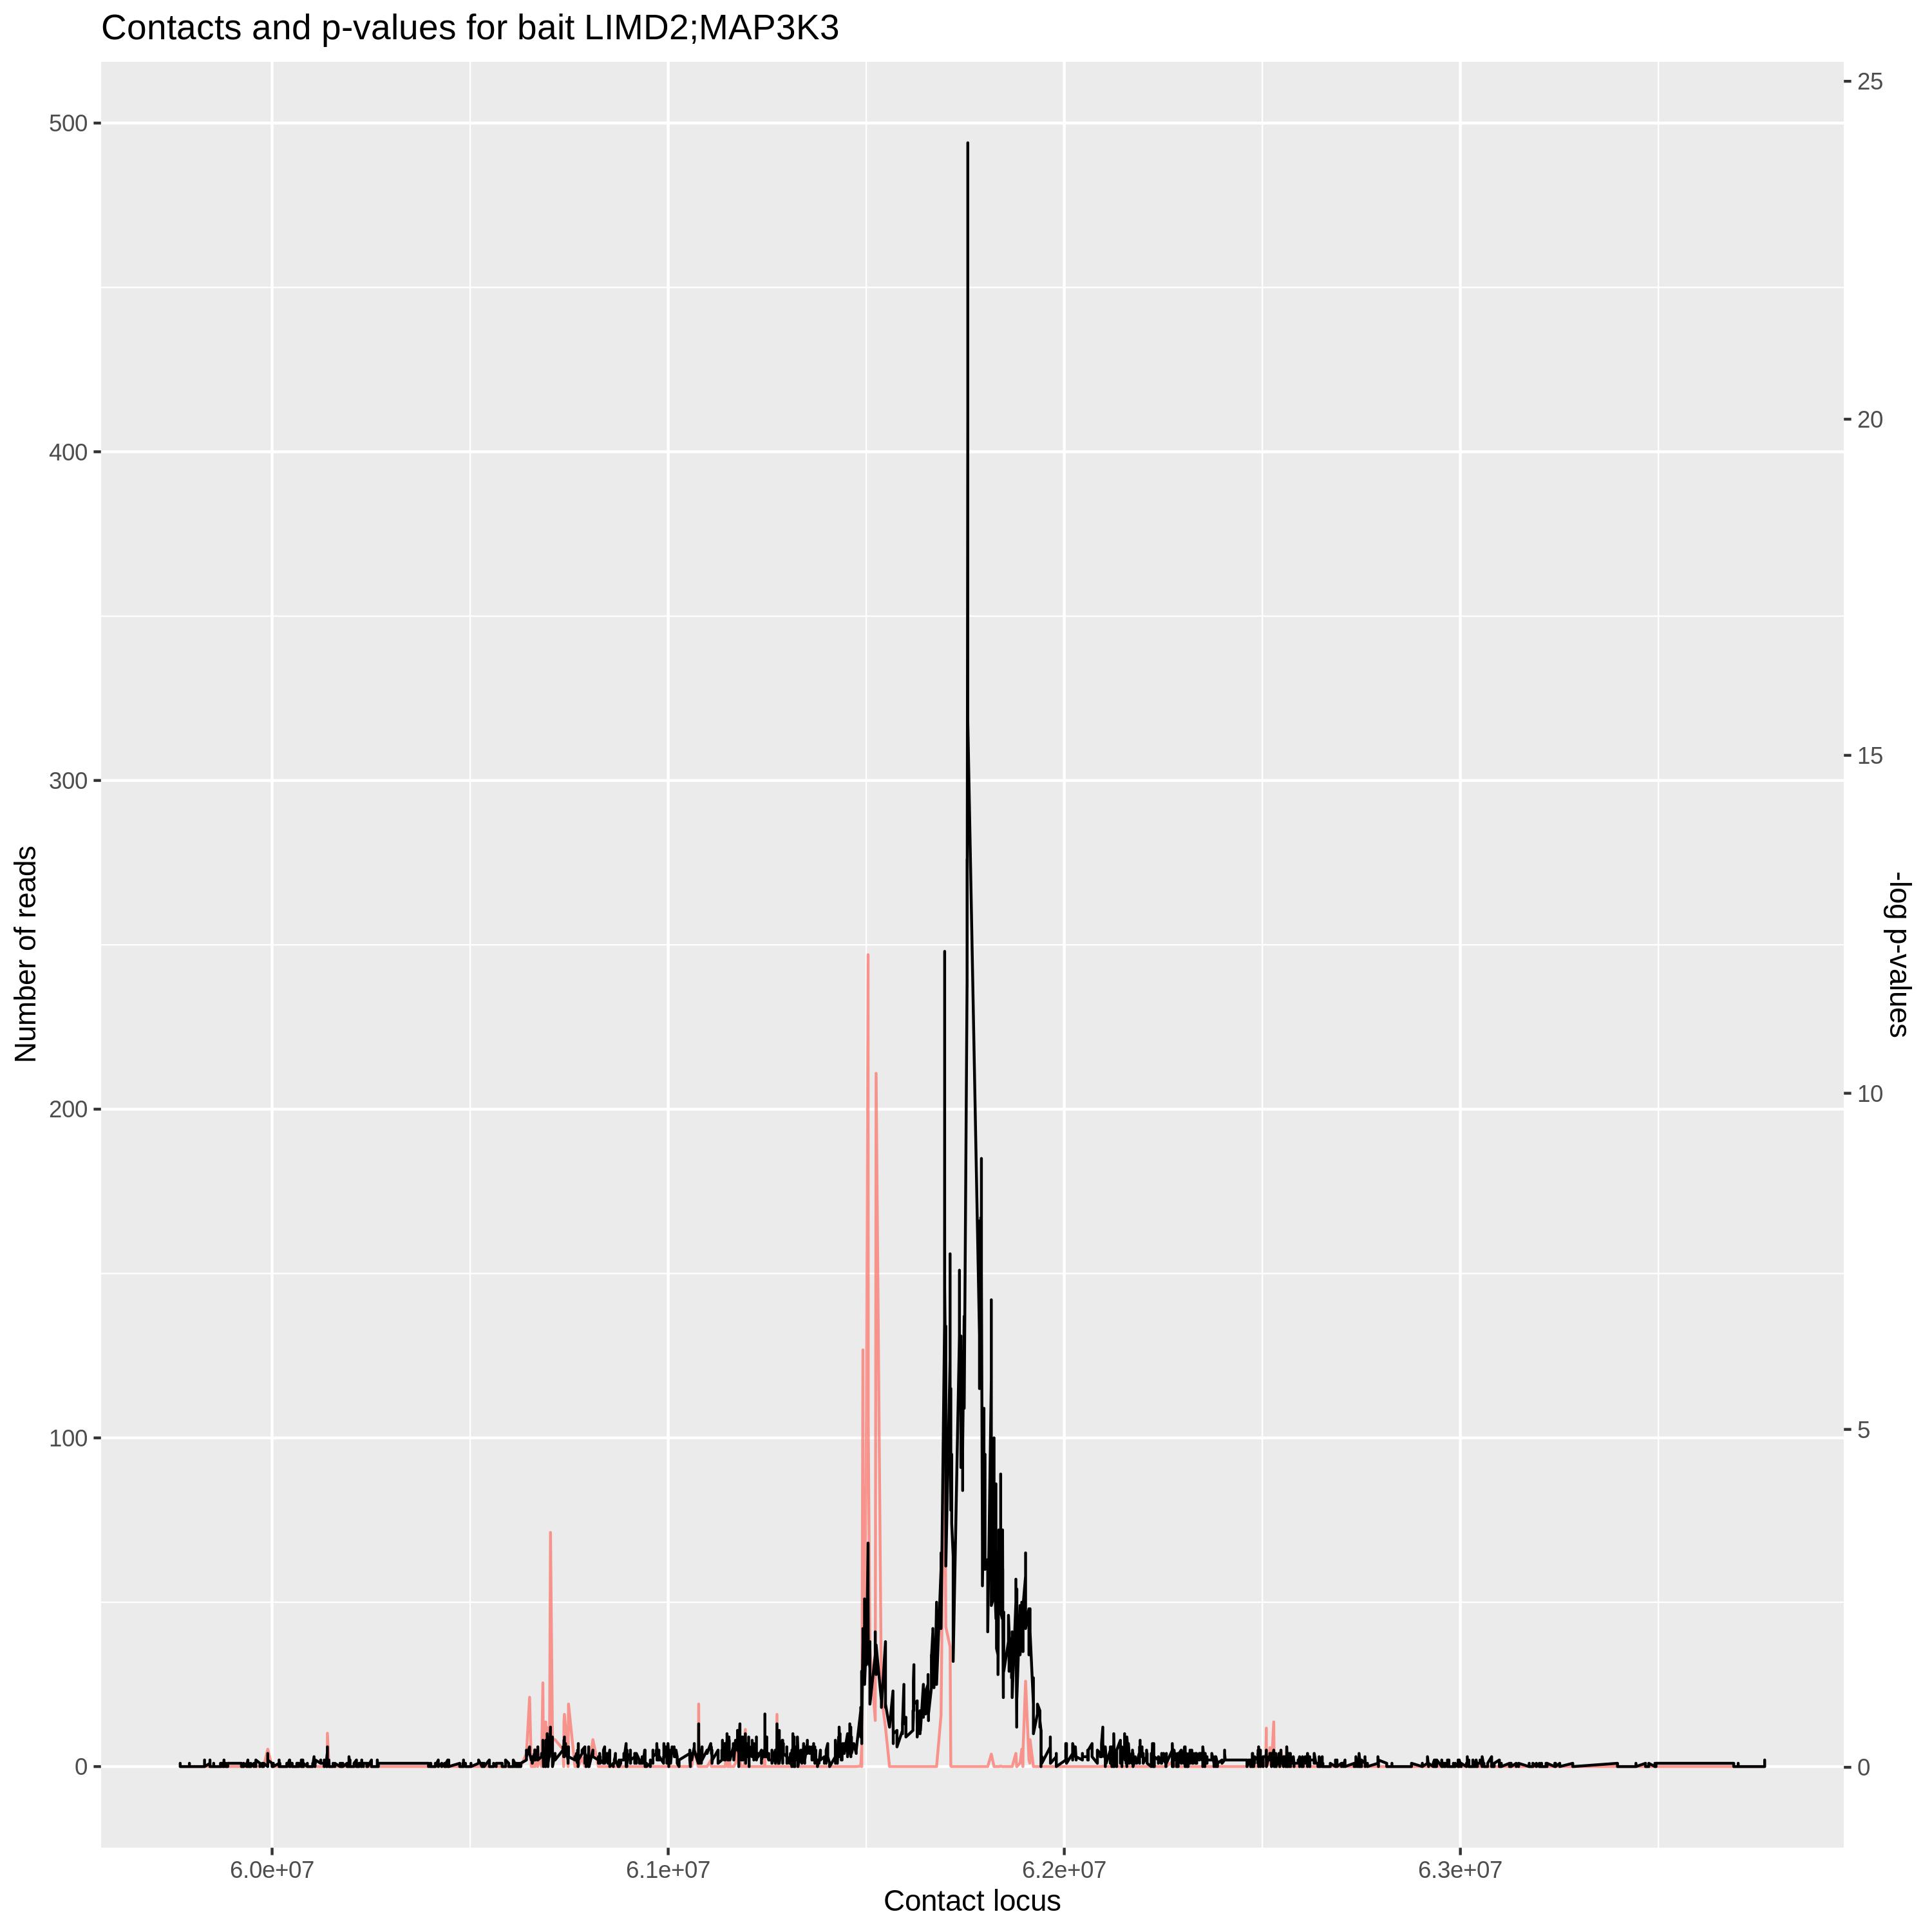 Contacts and p-values for bait LIMD2;MAP3K3
Number of reads
500
400
300
200
100
0
25
20
15
10
5
0
-log p-values
6.0e+07
6.1e+07
6.2e+07
6.3e+07
Contact locus